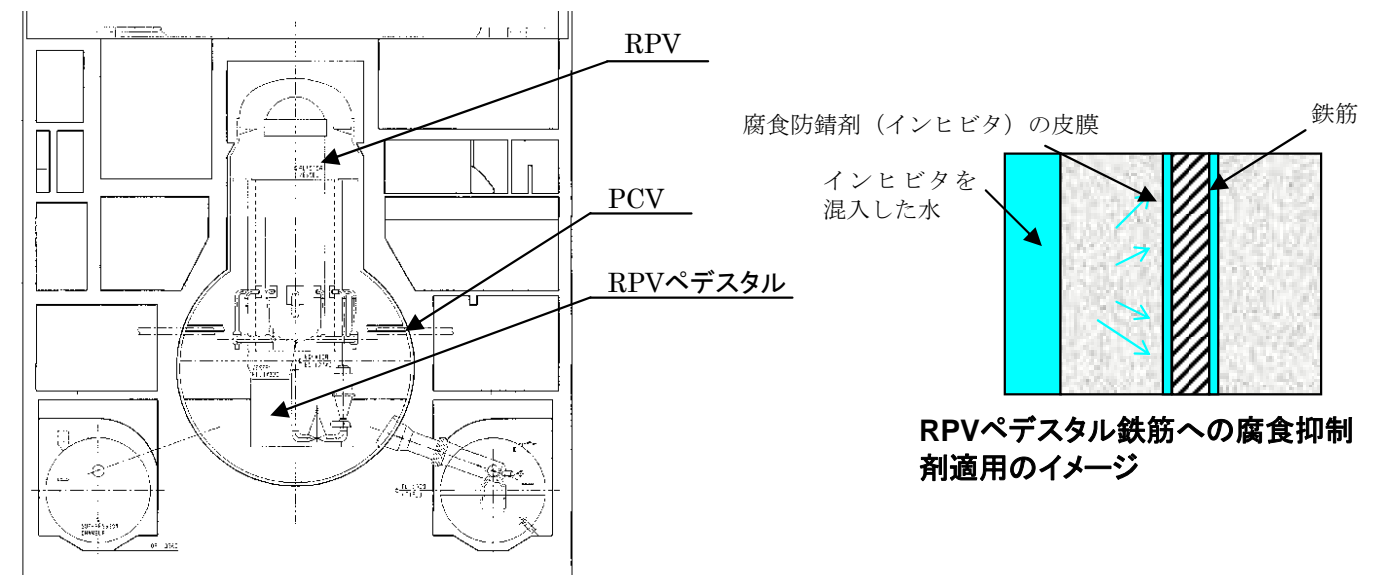 RPV
PCV
RPVペデスタル
腐食防錆剤（インヒビタ）の皮膜
鉄筋
インヒビタを
混入した水
RPVペデスタル鉄筋への腐食抑制
剤適用のイメージ